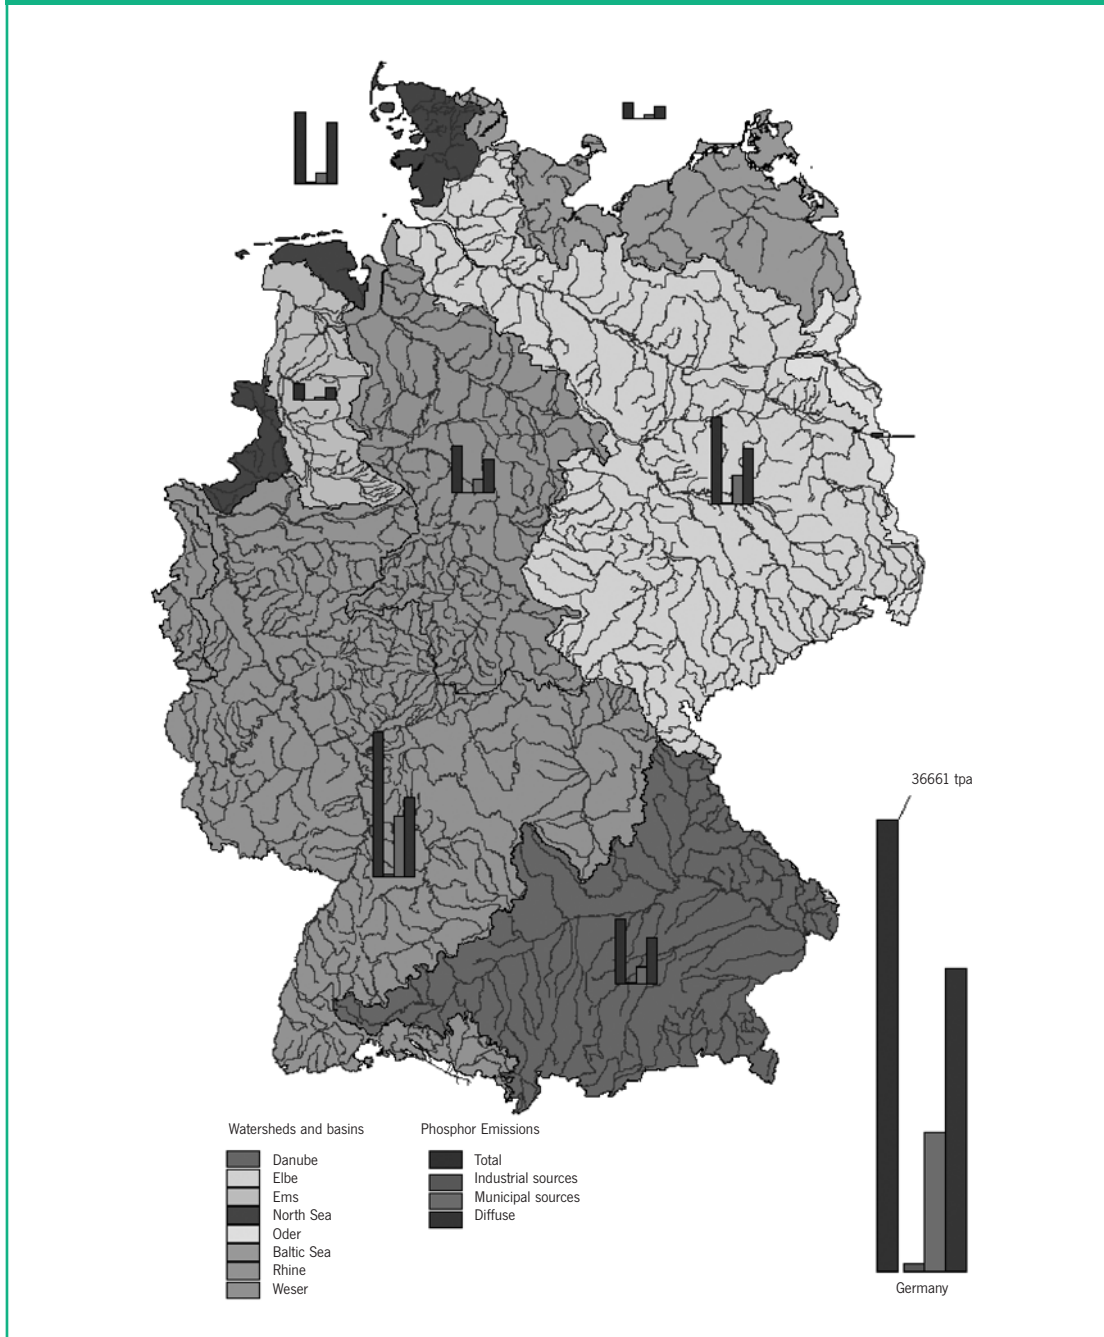 36661 tpa
Germany
Watersheds and basins
Danube
Elbe
Ems
North Sea
Oder
Baltic Sea
Rhine
Weser
Phosphor Emissions
Total
Industrial sources
Municipal sources
Diffuse